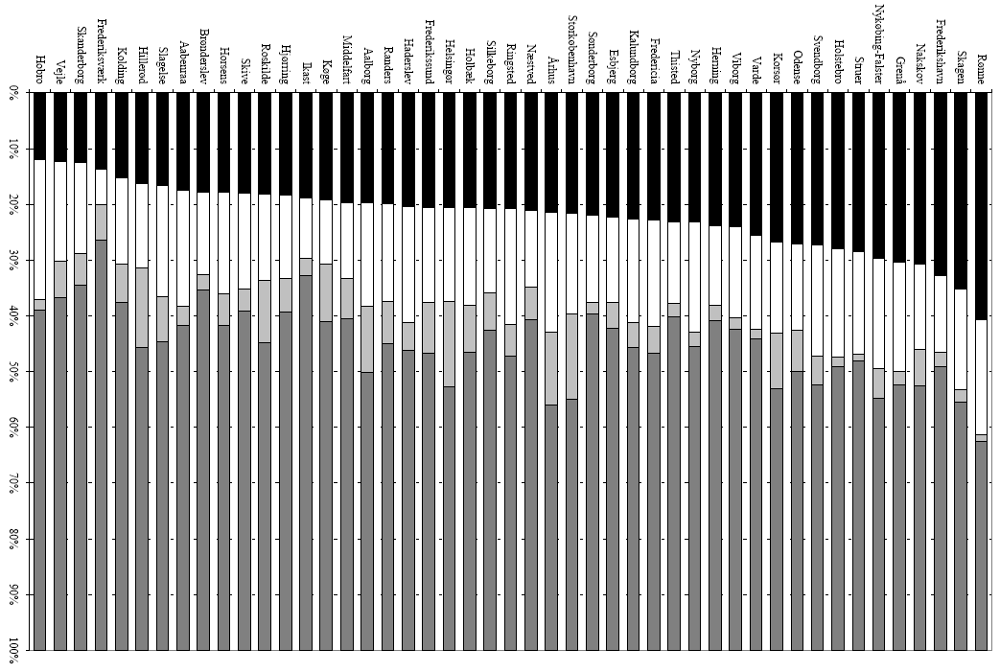 Rønne
Skagen
Frederikshavn
Nakskov
Grenå
Nykøbing-Falster
Struer
Holstebro
Svendborg
Odense
Korsør
Varde
Viborg
Herning
Nyborg
Thisted
Fredericia
Kalundborg
Esbjerg
Sønderborg
Storkøbenhavn
Århus
Næstved
Ringsted
Silkeborg
Holbæk
Helsingør
Frederikssund
Haderslev
Randers
Aalborg
Middelfart
Køge
Ikast
Hjørring
Roskilde
Skive
Horsens
Brønderslev
Aabenraa
Slagelse
Hillerød
Kolding
Frederiksværk
Skanderborg
Vejle
Hobro
0% 10% 20% 30% 40% 50% 60% 70% 80% 90% 100%